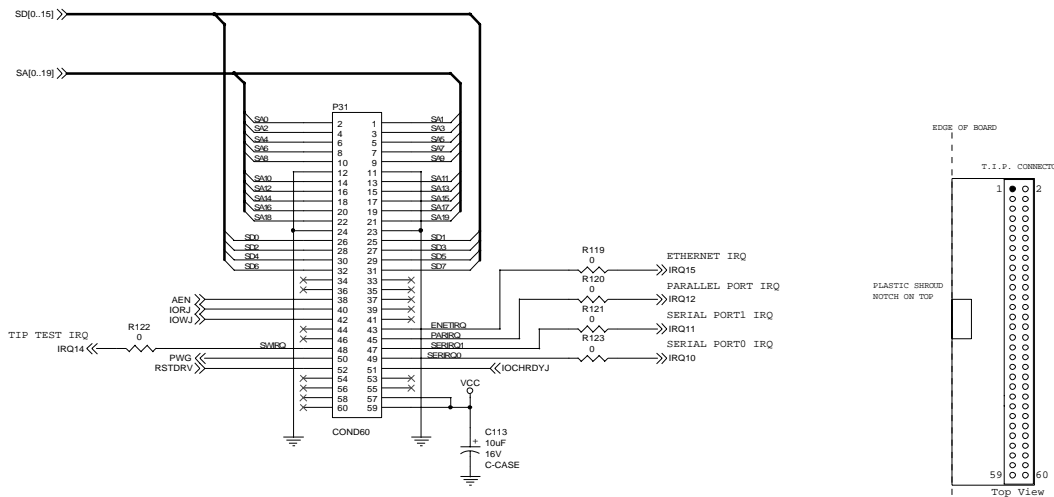 SD[0..15]
SA[0..19]
P31
SA0 2 1 SA1
SA2 4 3 SA3
SA4 6 5 SA5
SA6 8 7 SA7
SA8 10 9 SA9
12 11
SA10 14 13 SA11
SA12 16 15 SA13
SA14 18 17 SA15
SA16 20 19 SA17
SA18 22 21 SA19
24 23
SD0 26 25 SD1
SD2 28 27 SD3
SD4 30 29 SD5
SD6 32 31 SD7
34 33
36 35
AEN 38 37
IORJ 40 39
IOWJ 42 41
44 43 ENETIRQ
46 45 PARIRQ
TIP TEST IRQ
IRQ14 R122 0 SWIRQ 48 47 SERIRQ1
PWG 50 49 SERIRQ0
RSTDRV 52 51 IOCHRDYJ
54 53
56 55
58 57
60 59
COND60
VCC
C113
+ 10uF
16V
C-CASE
ETHERNET IRQ
R119 0 IRQ15
PARALLEL PORT IRQ
R120 0 IRQ12
SERIAL PORT1 IRQ
R121 0 IRQ11
SERIAL PORT0 IRQ
R123 0 IRQ10
EDGE OF BOARD
T.I.P. CONNECTO
1 2
PLASTIC SHROUD
NOTCH ON TOP
59 60
Top View